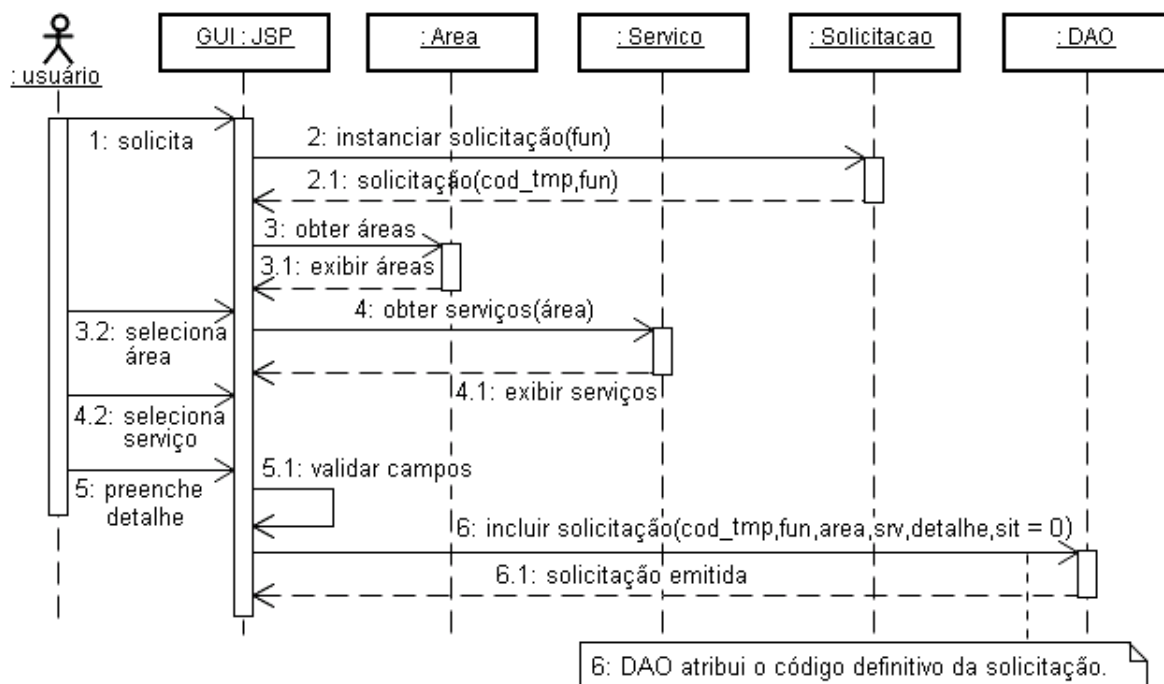 : usuário
GUI : JSP
: Area
: Servico
: Solicitacao
: DAO
1: solicita
2: instanciar solicitação(fun)
2.1: solicitação(cod_tmp,fun)
3: obter áreas
3.1: exibir áreas
3.2: seleciona
área
4: obter serviços(área)
4.1: exibir serviços
4.2: seleciona
serviço
5: preenche
detalhe
5.1: validar campos
6: incluir solicitação(cod_tmp,fun,area,srv,detalhe,sit = 0)
6.1: solicitação emitida
6: DAO atribui o código definitivo da solicitação.